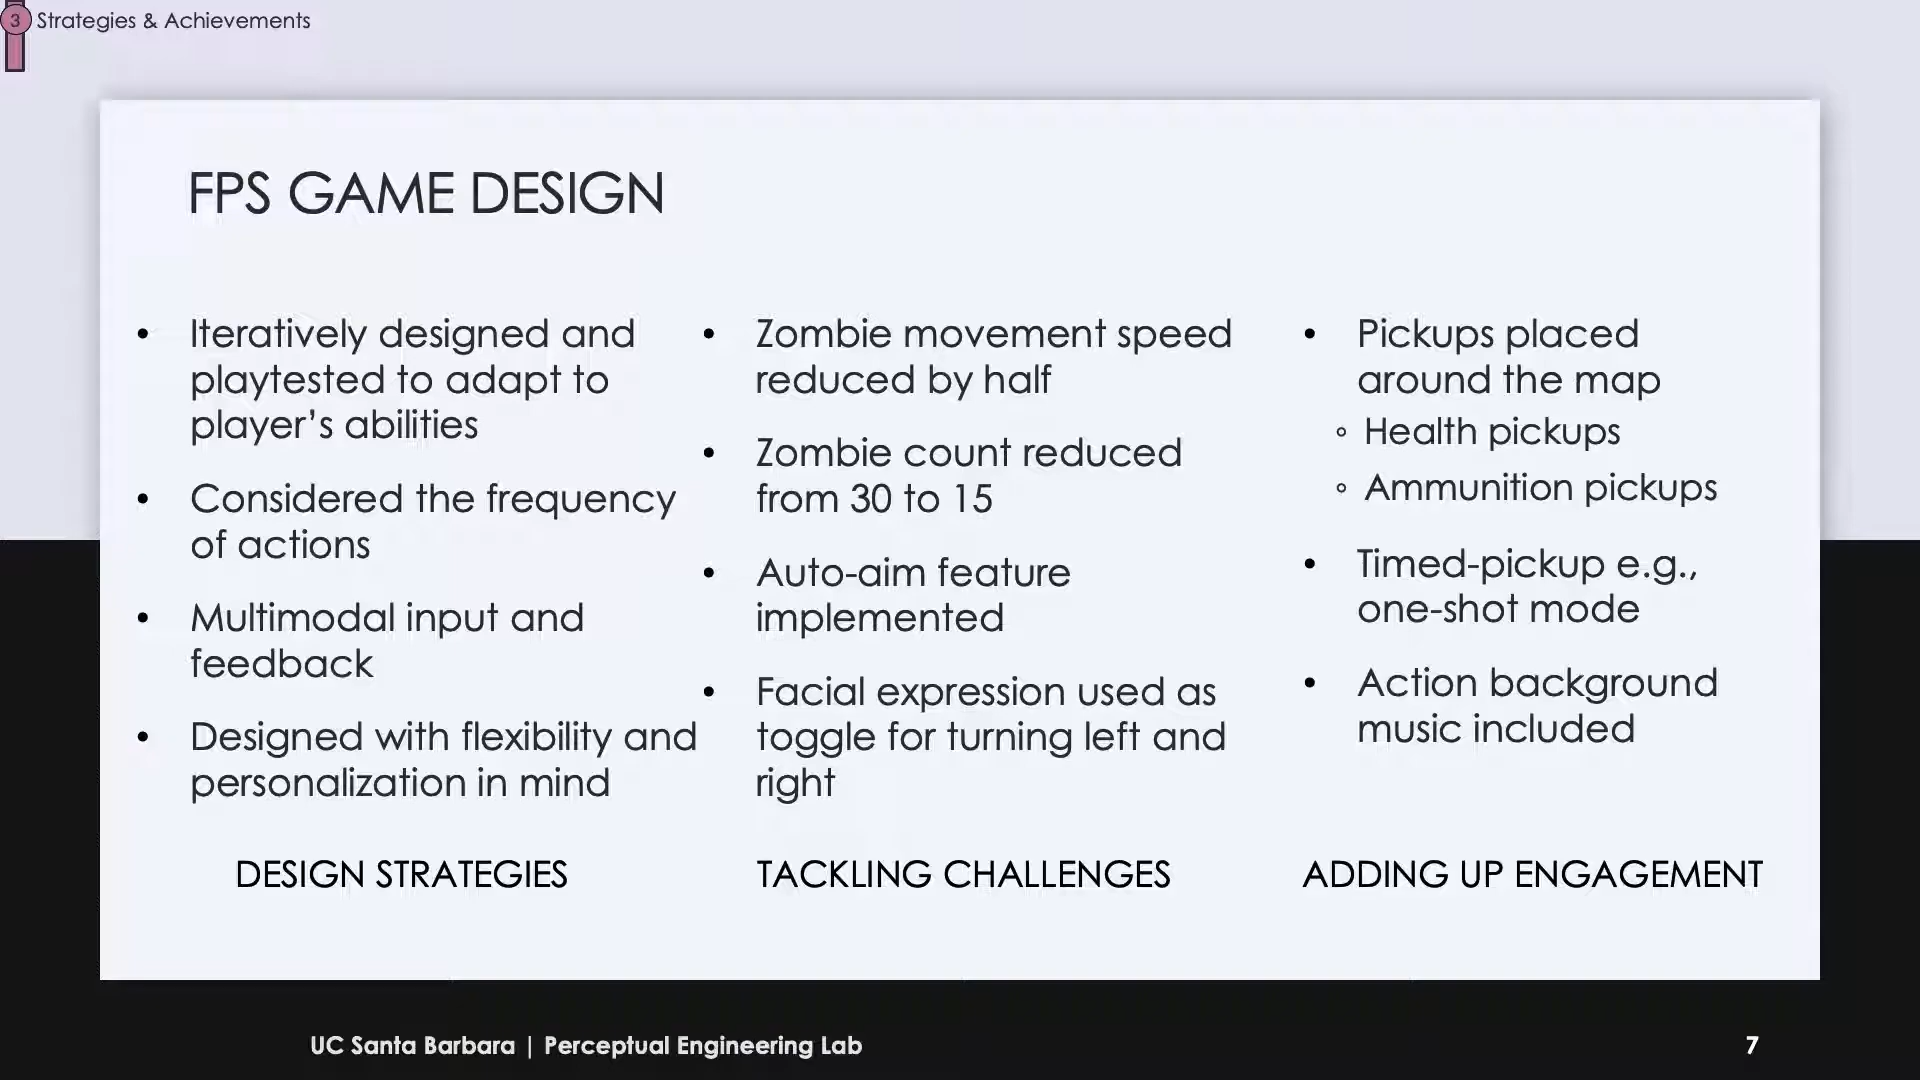 3 Strategies & Achievements
FPS GAME DESIGN
• Iteratively designed and
playtested to adapt to
player’s abilities
• Considered the frequency
of actions
• Multimodal input and
feedback
• Designed with flexibility and
personalization in mind
DESIGN STRATEGIES
• Zombie movement speed
reduced by half
• Zombie count reduced
from 30 to 15
• Auto-aim feature
implemented
• Facial expression used as
toggle for turning left and
right
TACKLING CHALLENGES
• Pickups placed
around the map
◦ Health pickups
◦ Ammunition pickups
• Timed-pickup e.g.,
one-shot mode
• Action background
music included
ADDING UP ENGAGEMENT
UC Santa Barbara | Perceptual Engineering Lab
7